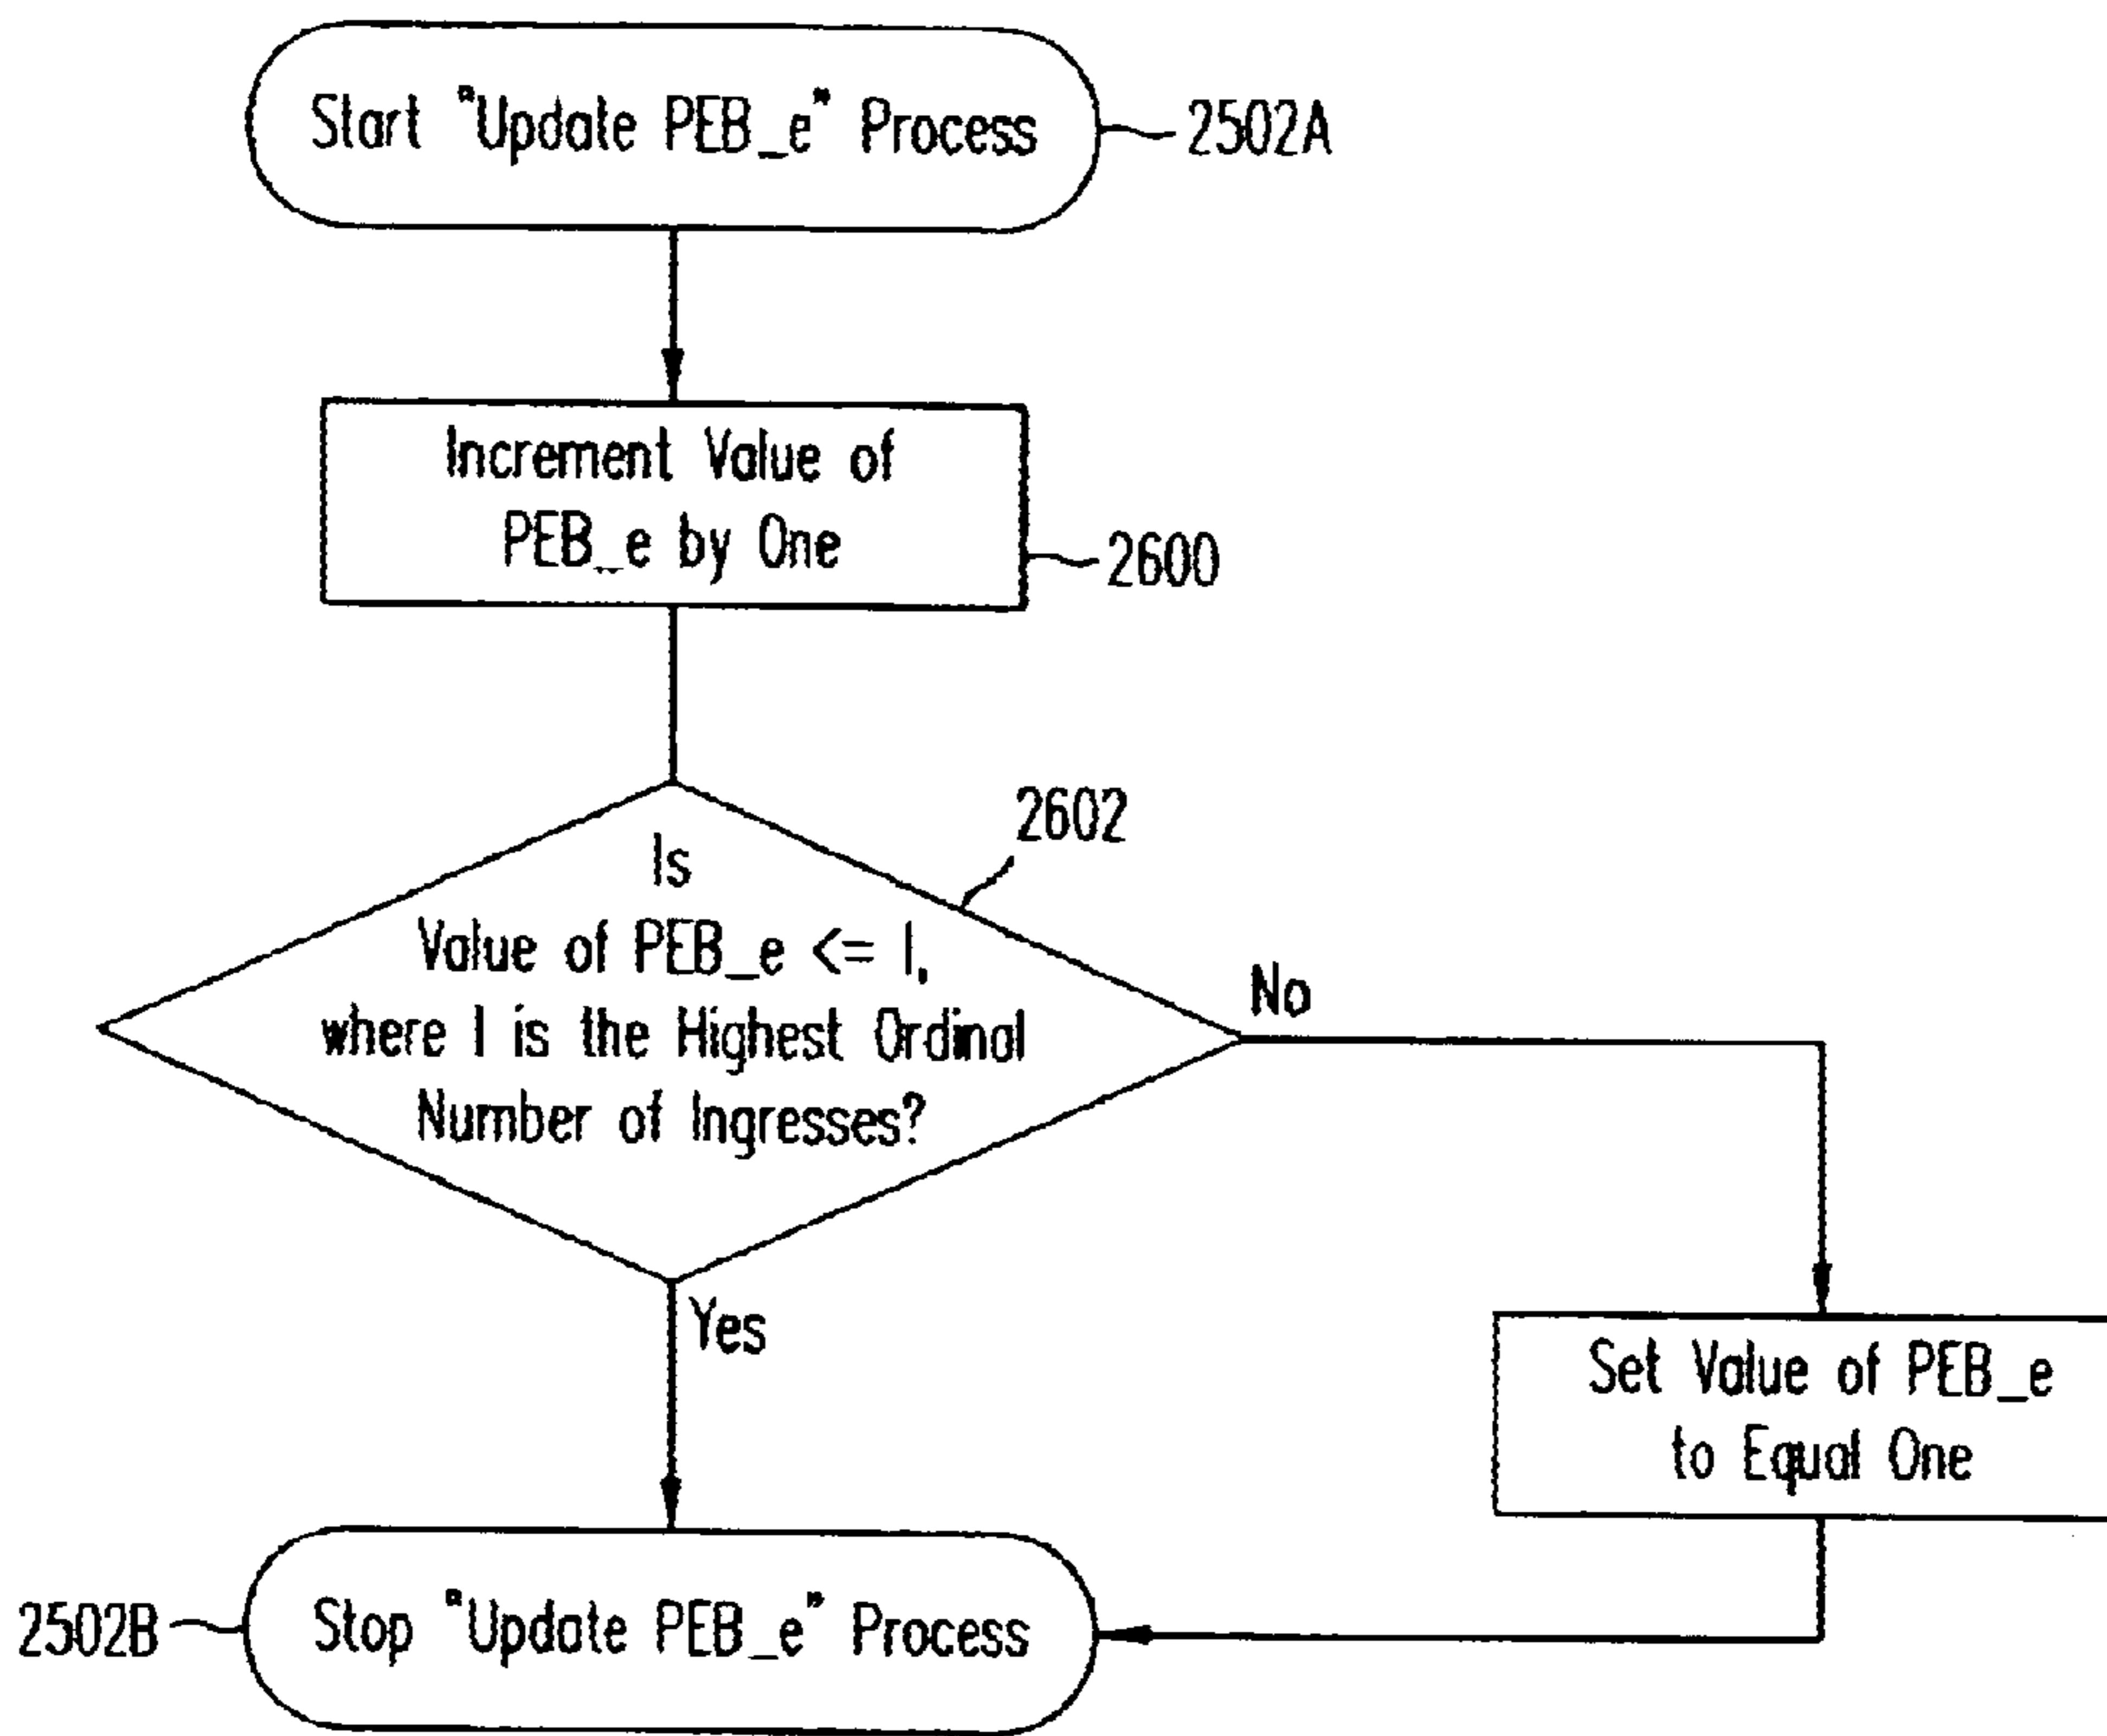 Start "Update PEB_e" Process
2502A
Increment Value of
PEB_e by One
2600
2602
Is
Value of PEB_e <= I,
where I is the Highest Ordinal
Number of Ingresses?
No
Yes
Set Value of PEB_e
to Equal One
2502B
Stop "Update PEB_e" Process